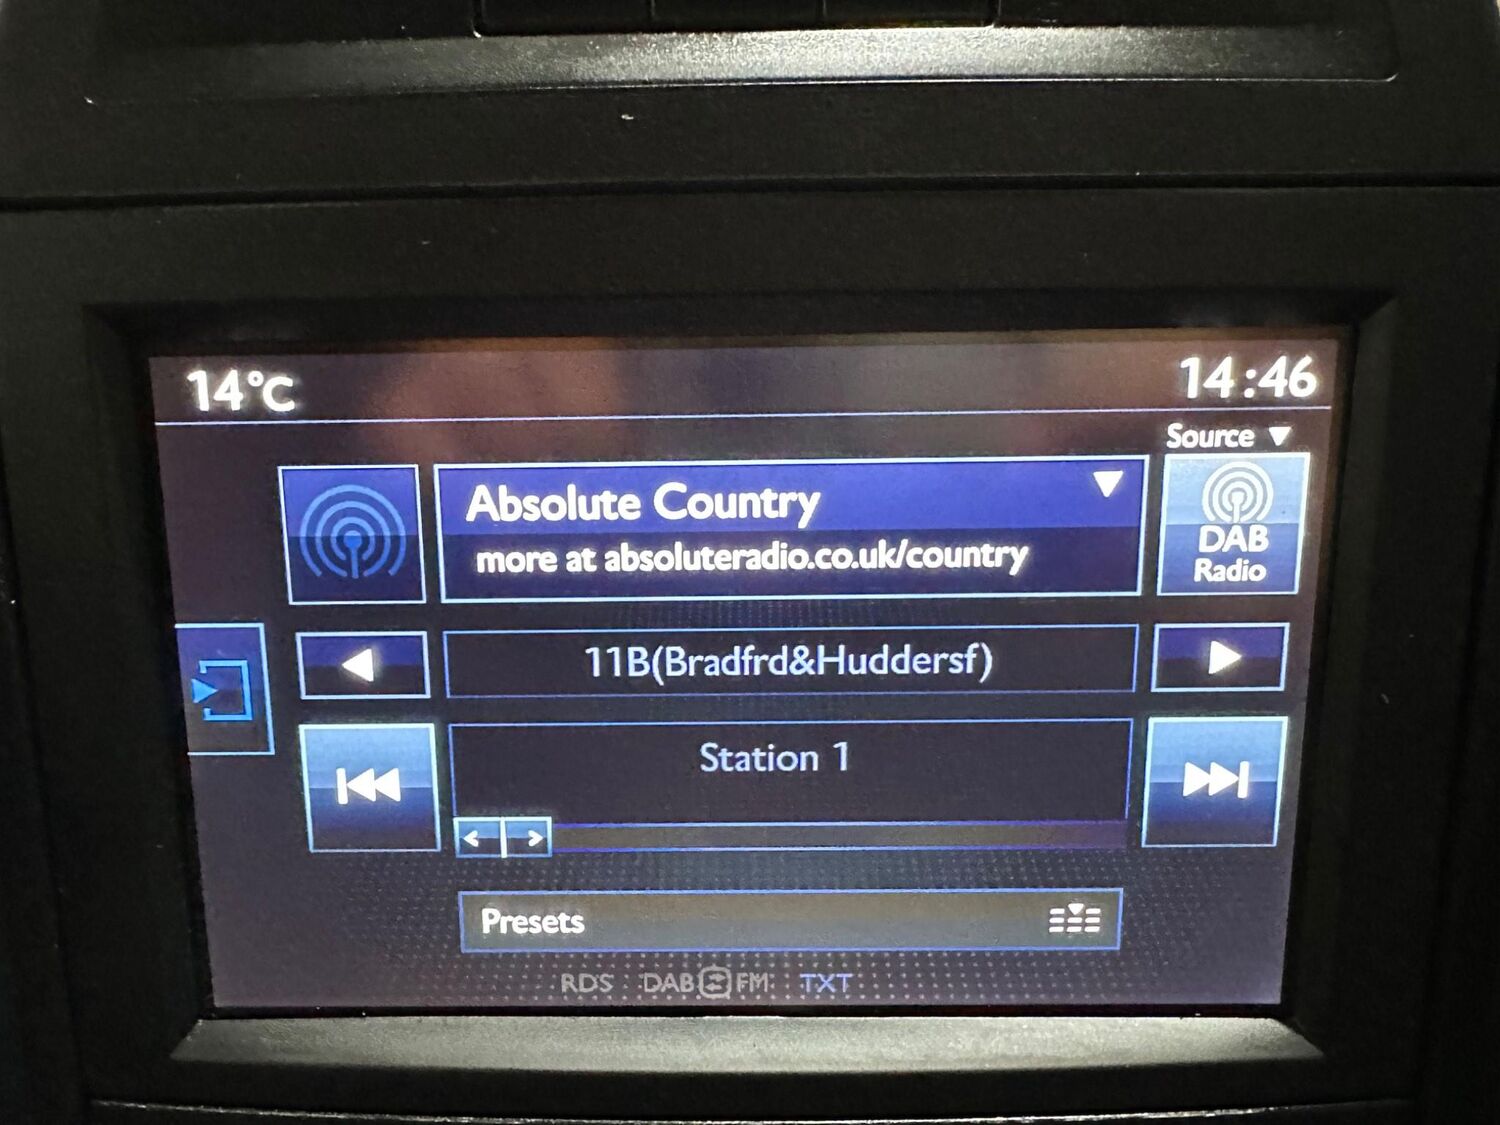 14°C
14:46
Source
Absolute Country
more at absoluteradio.co.uk/country
DAB
Radio
11B(Bradfrd&Huddersf)
Station 1
Presets
RDS DAB FM TXT